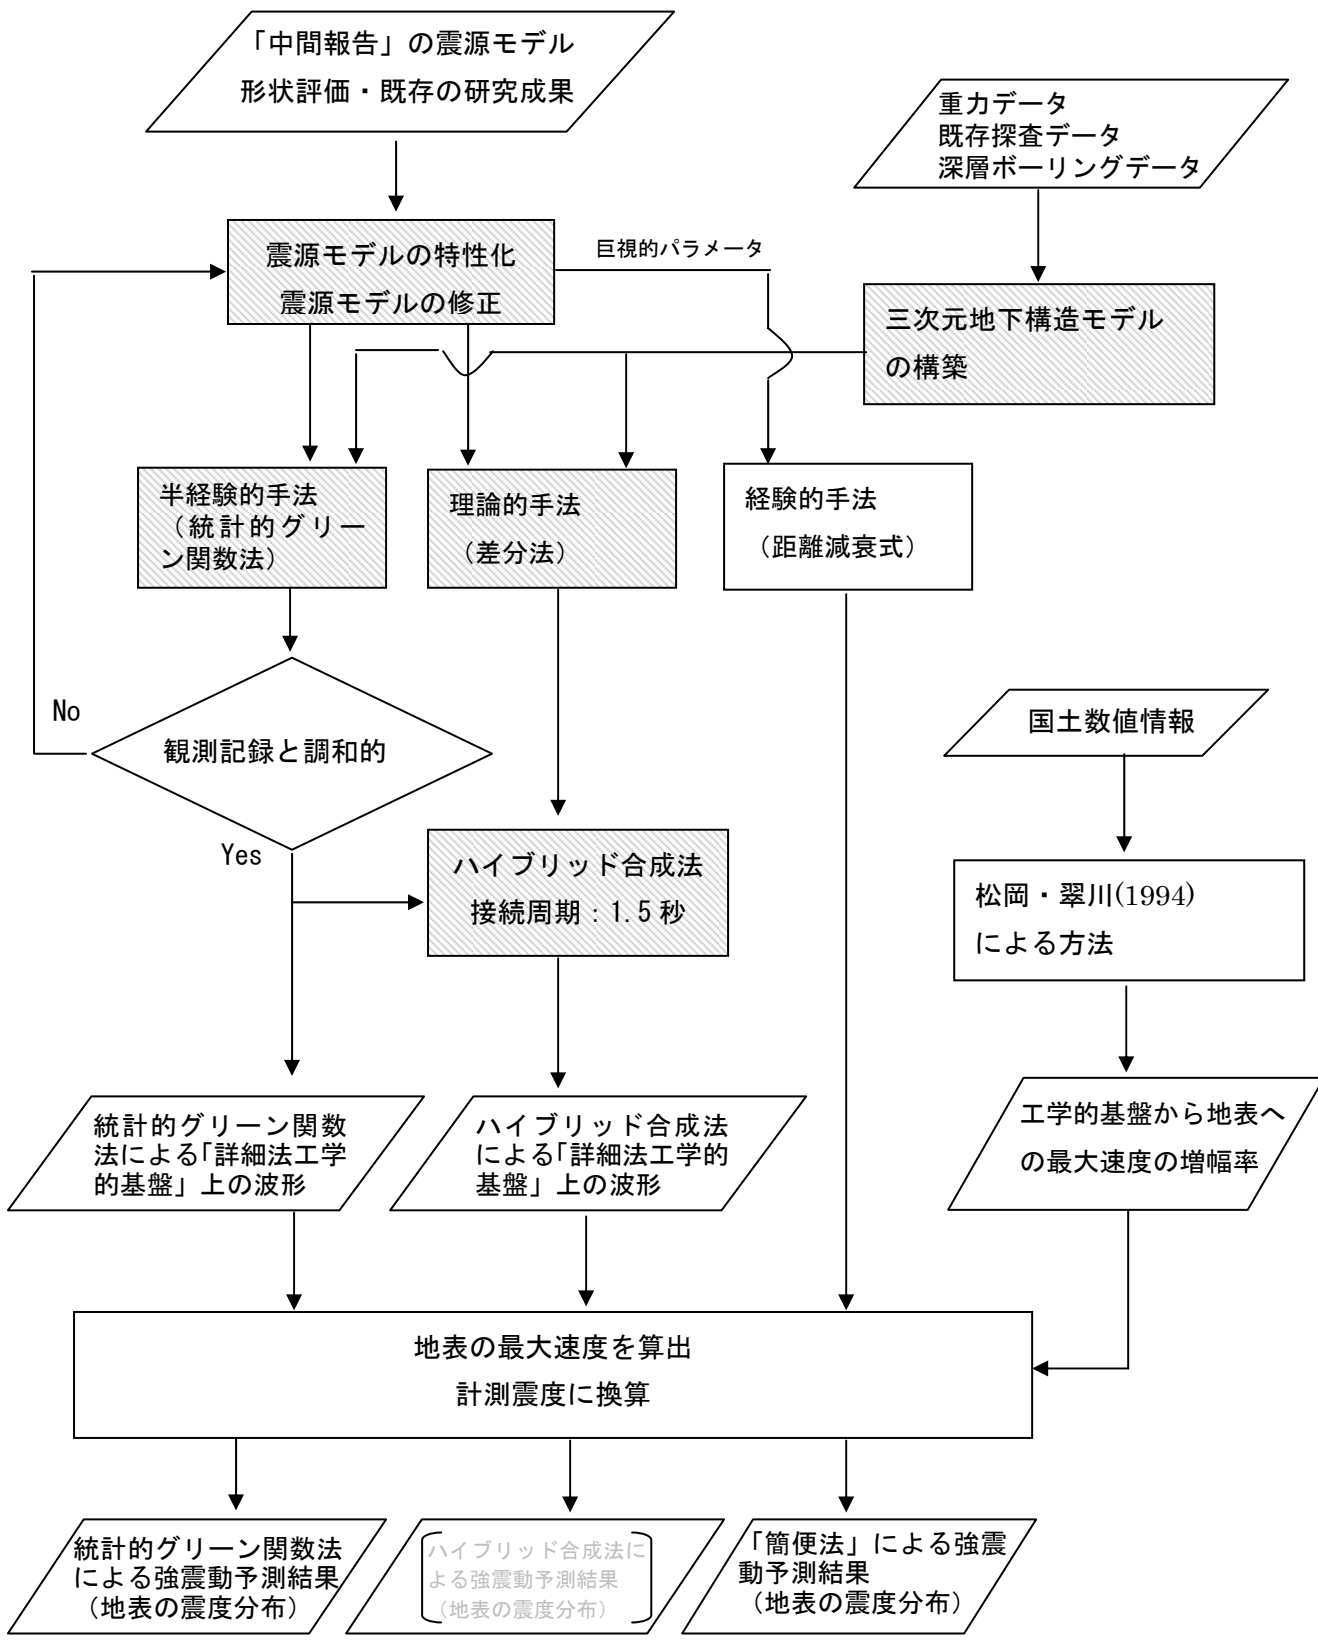 「中間報告」の震源モデル
形状評価・既存の研究成果
重力データ
既存探査データ
深層ボーリングデータ
震源モデルの特性化
震源モデルの修正
巨視的パラメータ
三次元地下構造モデル
の構築
半経験的手法
（統計的グリー
ン関数法）
理論的手法
（差分法）
経験的手法
（距離減衰式）
No
観測記録と調和的
Yes
国土数値情報
ハイブリッド合成法
接続周期：1.5秒
松岡・翠川(1994)
による方法
統計的グリーン関数
法による「詳細法工学
的基盤」上の波形
ハイブリッド合成法
による「詳細法工学的
基盤」上の波形
工学的基盤から地表へ
の最大速度の増幅率
地表の最大速度を算出
計測震度に換算
統計的グリーン関数法
による強震動予測結果
（地表の震度分布）
ハイブリッド合成法に
よる強震動予測結果
（地表の震度分布）
「簡便法」による強震
動予測結果
（地表の震度分布）